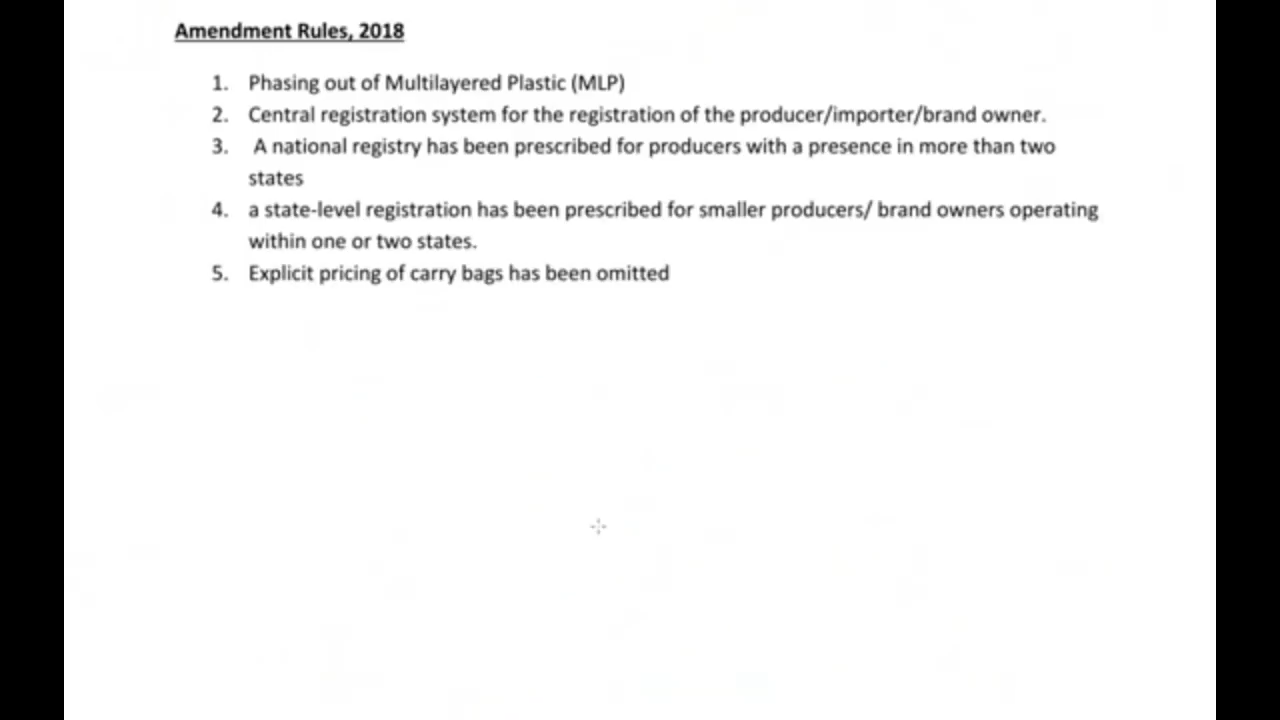 Amendment Rules, 2018
1. Phasing out of Multilayered Plastic (MLP)
2. Central registration system for the registration of the producer/importer/brand owner.
3. A national registry has been prescribed for producers with a presence in more than two
states
4. a state-level registration has been prescribed for smaller producers/ brand owners operating
within one or two states.
5. Explicit pricing of carry bags has been omitted